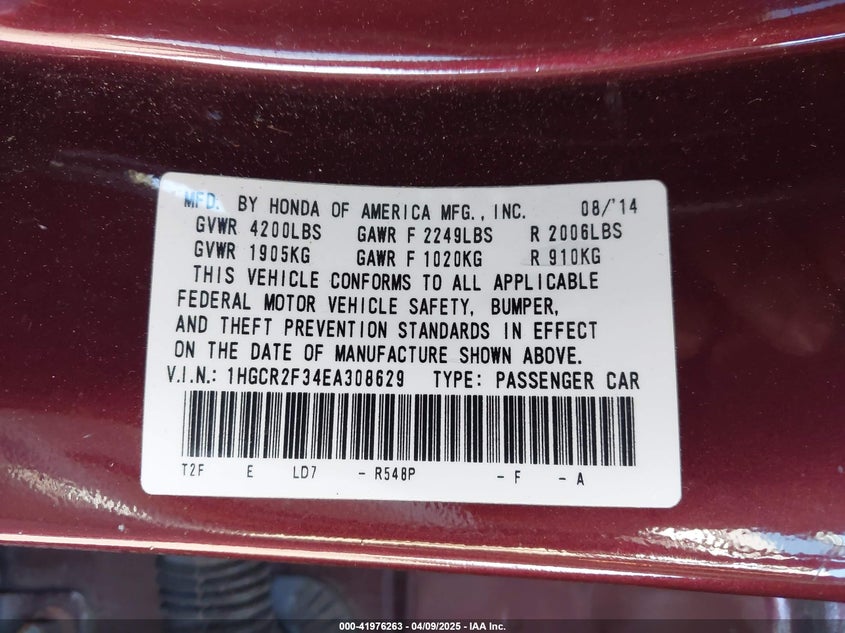 MFD. BY HONDA OF AMERICA MFG., INC. 08/'14
GVWR 4200LBS GAWR F 2249LBS R 2006LBS
GVWR 1905KG GAWR F 1020KG R 910KG
THIS VEHICLE CONFORMS TO ALL APPLICABLE
FEDERAL MOTOR VEHICLE SAFETY, BUMPER,
AND THEFT PREVENTION STANDARDS IN EFFECT
ON THE DATE OF MANUFACTURE SHOWN ABOVE.
V.I.N.: 1HGCR2F34EA308629 TYPE: PASSENGER CAR
T2F E LD7 - R548P - F - A
000-41976263 - 04/09/2025 - IAA Inc.